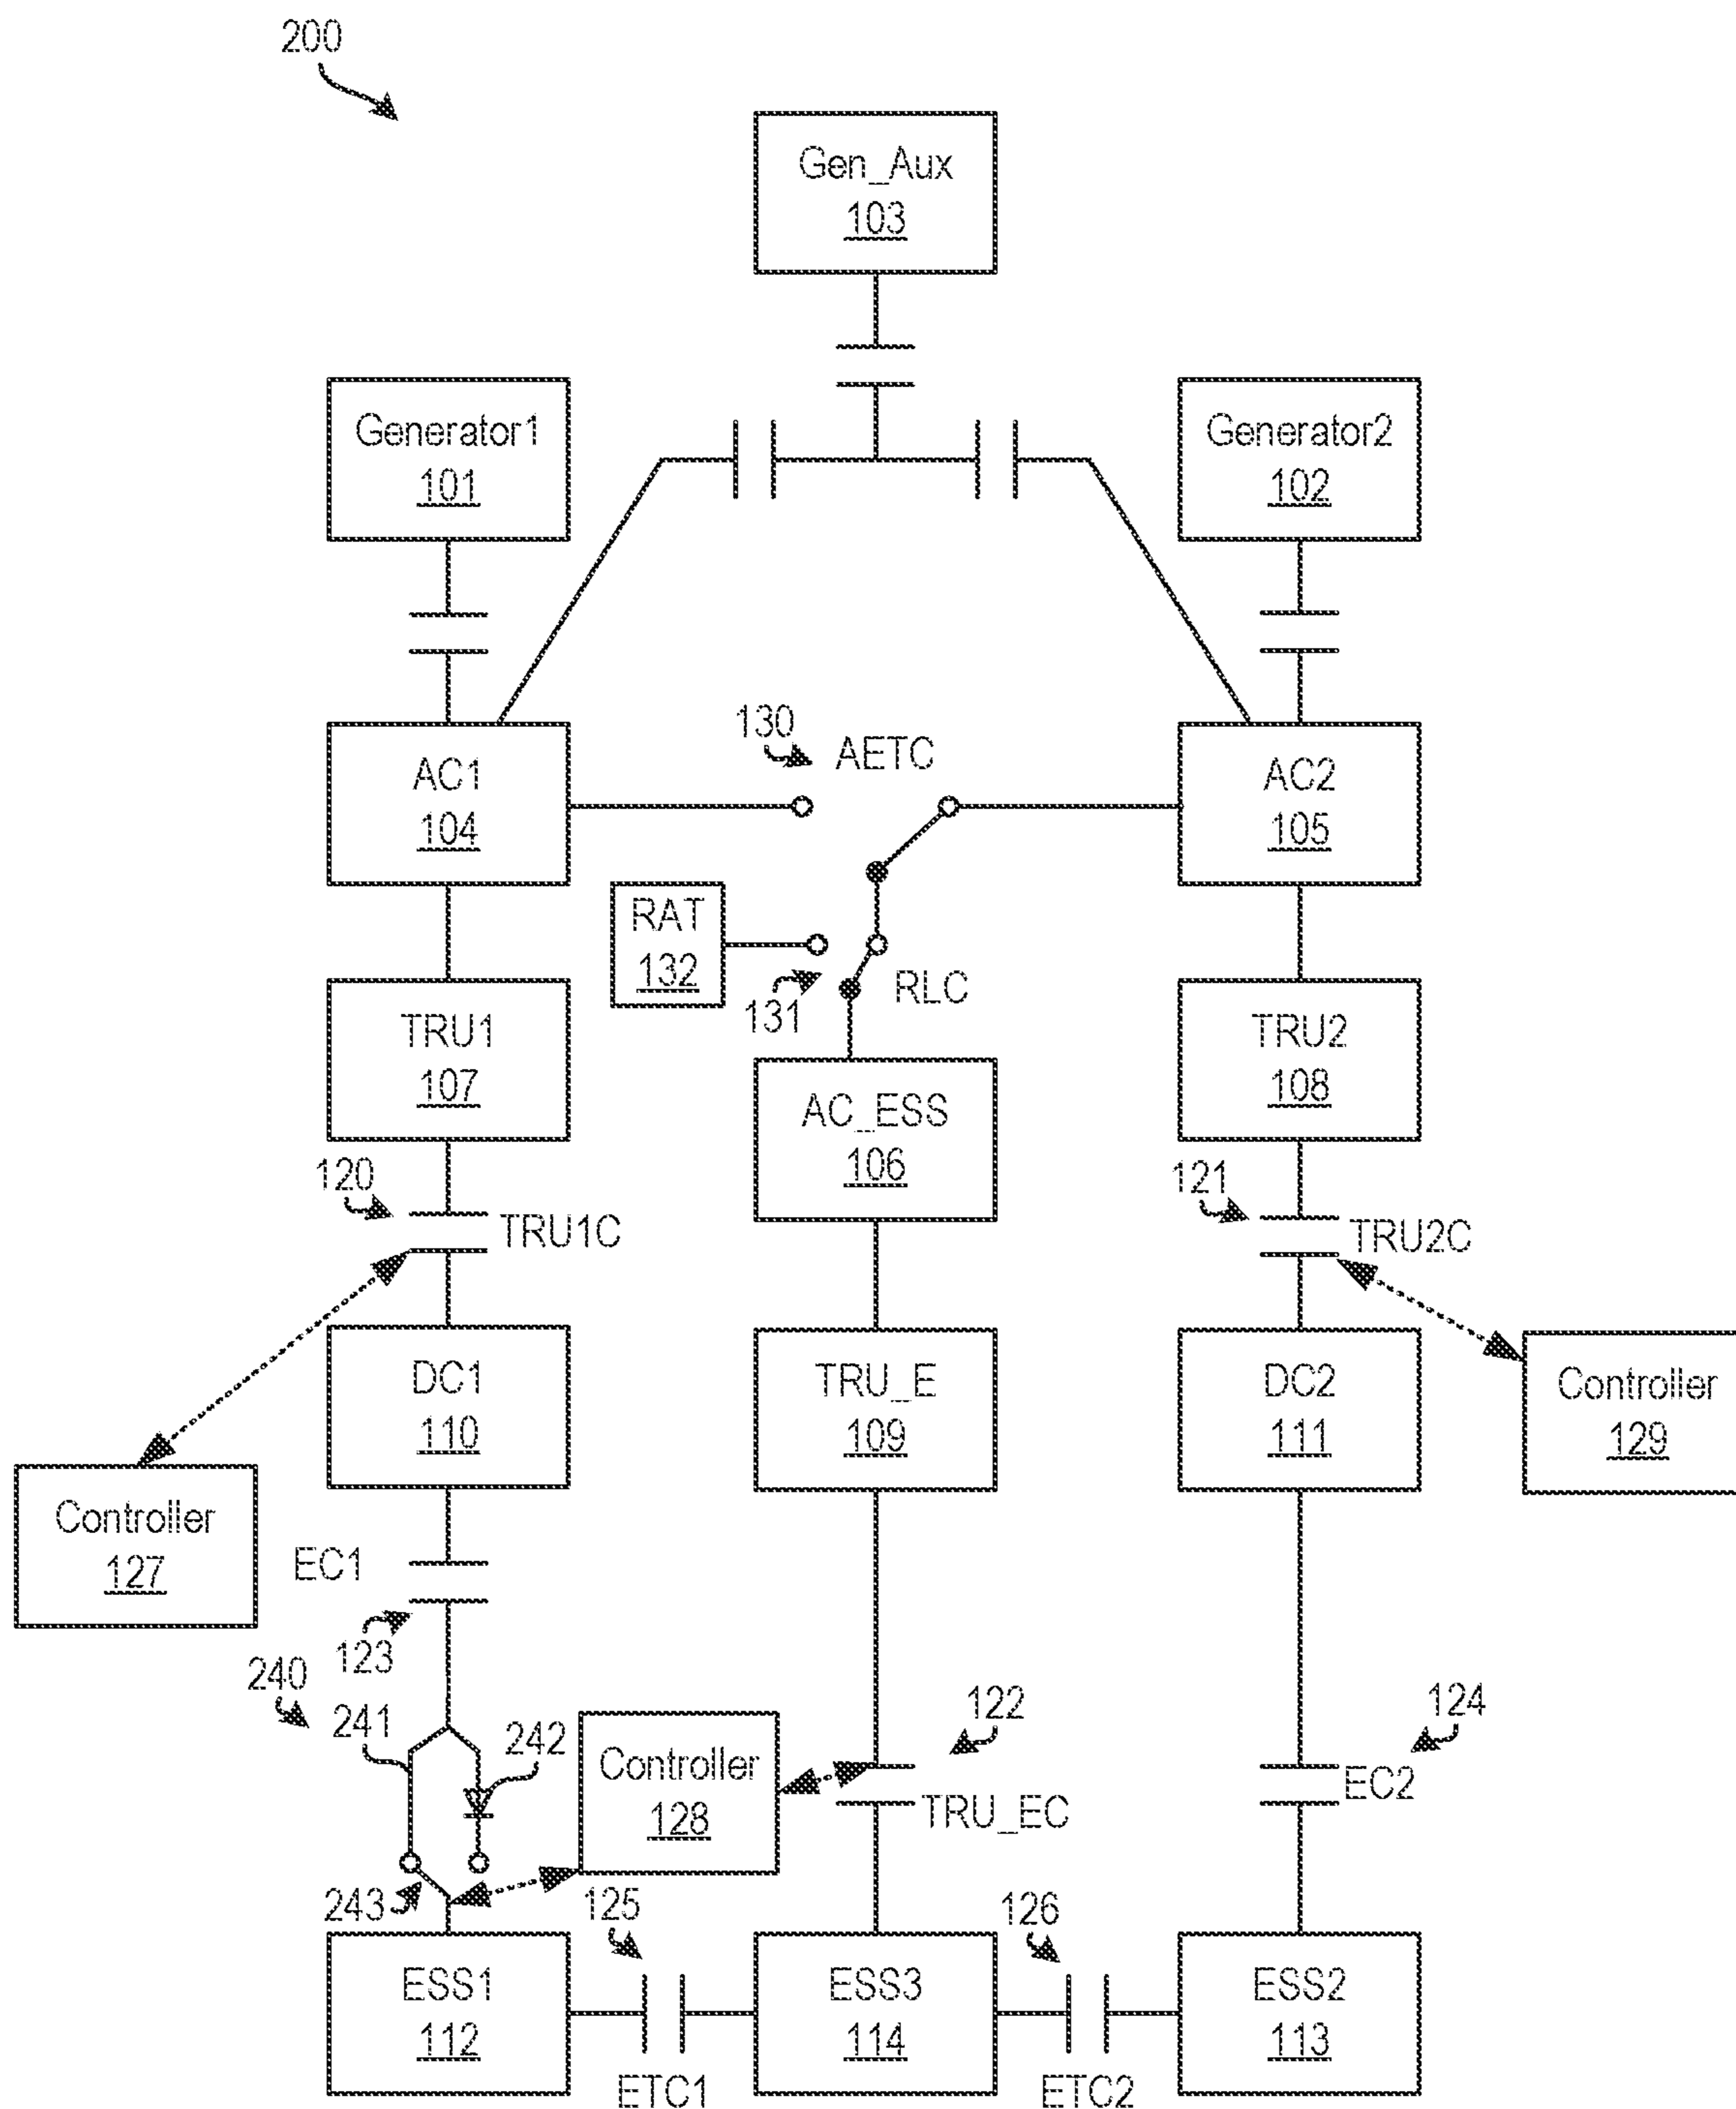 200
Gen_Aux
103
Generator1
101
Generator2
102
130
AETC
AC1
104
AC2
105
RAT
132
131
RLC
TRU1
107
TRU2
108
AC_ESS
106
120
TRU1C
121
TRU2C
DC1
110
TRU_E
109
DC2
111
Controller
129
Controller
127
EC1
123
240
241
242
Controller
128
122
TRU_EC
124
EC2
243
125
126
ESS1
112
ESS3
114
ESS2
113
ETC1
ETC2